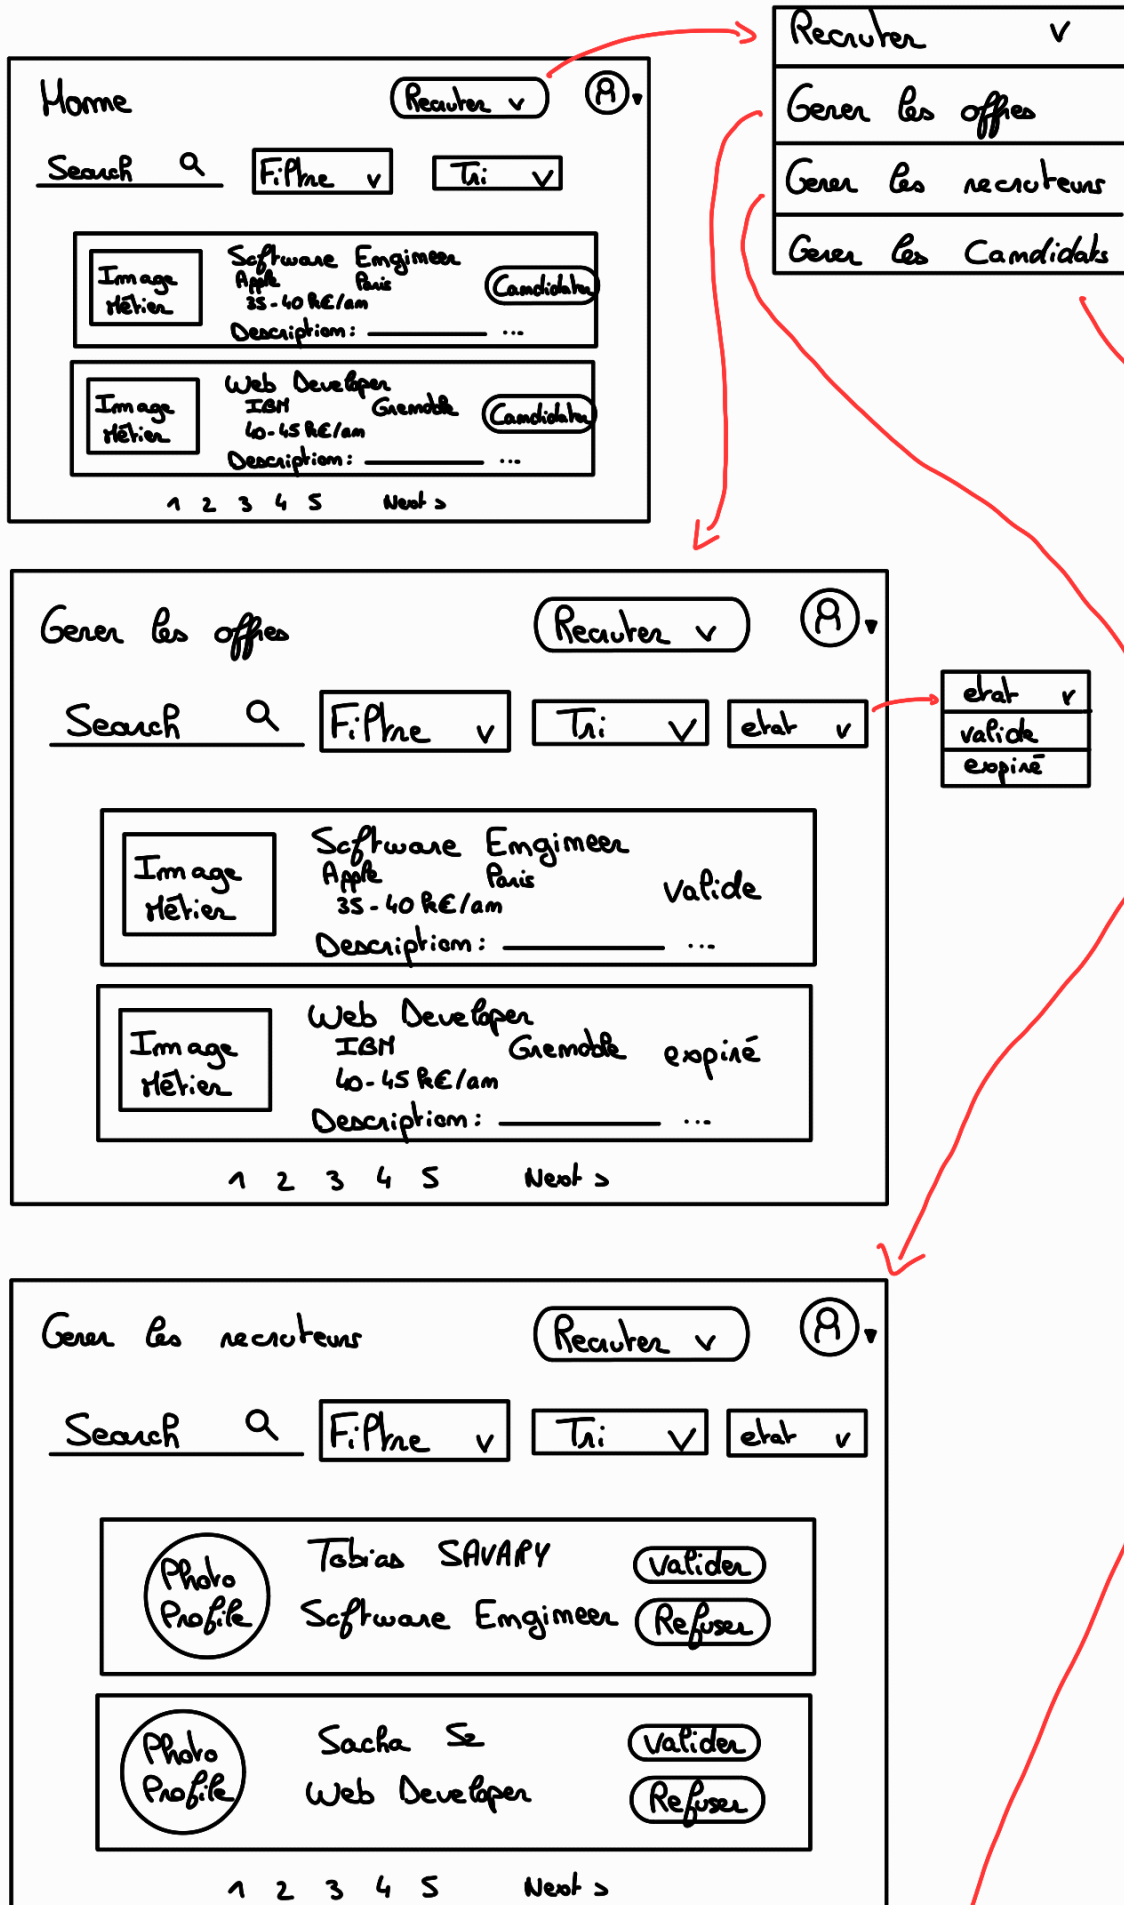 Home Recruter v
Search Filtre v Tri v
Image Métier
Software Engineer
Apple Paris
35-40 k€/an
Description: ...
Candidater
Image Métier
Web Developer
IBM Grenoble
40-45 k€/an
Description: ...
Candidater
1 2 3 4 5 Next >
Recruter v
Gerer les offres
Gerer les recruteurs
Gerer les Candidats
Gerer les offres Recruter v
Search Filtre v Tri v etat v
etat v
valide
expiré
Image Métier
Software Engineer
Apple Paris
35-40 k€/an
Description: ...
valide
Image Métier
Web Developer
IBM Grenoble
40-45 k€/an
Description: ...
expiré
1 2 3 4 5 Next >
Gerer les recruteurs Recruter v
Search Filtre v Tri v etat v
Photo Profile
Tobias SAVARY
Software Engineer
Valider
Refuser
Photo Profile
Sacha Sz
Web Developer
Valider
Refuser
1 2 3 4 5 Next >